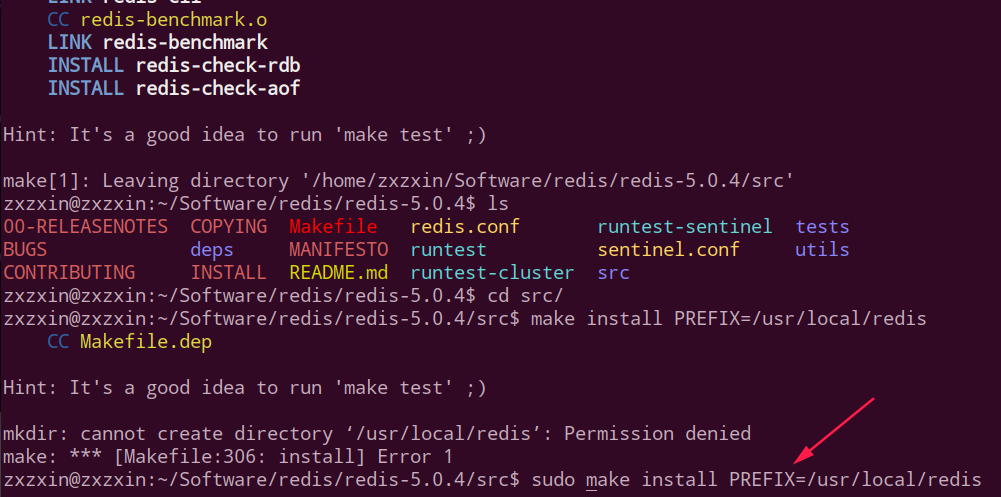 LINK redis-cli
CC redis-benchmark.o
LINK redis-benchmark
INSTALL redis-check-rdb
INSTALL redis-check-aof
Hint: It's a good idea to run 'make test' ;)
make[1]: Leaving directory '/home/zxzxin/Software/redis/redis-5.0.4/src'
zxzxin@zxzxin:~/Software/redis/redis-5.0.4$ ls
00-RELEASENOTES COPYING Makefile redis.conf runtest-sentinel tests
BUGS deps MANIFESTO runtest sentinel.conf utils
CONTRIBUTING INSTALL README.md runtest-cluster src
zxzxin@zxzxin:~/Software/redis/redis-5.0.4$ cd src/
zxzxin@zxzxin:~/Software/redis/redis-5.0.4/src$ make install PREFIX=/usr/local/redis
CC Makefile.dep
Hint: It's a good idea to run 'make test' ;)
mkdir: cannot create directory ‘/usr/local/redis’: Permission denied
make: *** [Makefile:306: install] Error 1
zxzxin@zxzxin:~/Software/redis/redis-5.0.4/src$ sudo make install PREFIX=/usr/local/redis